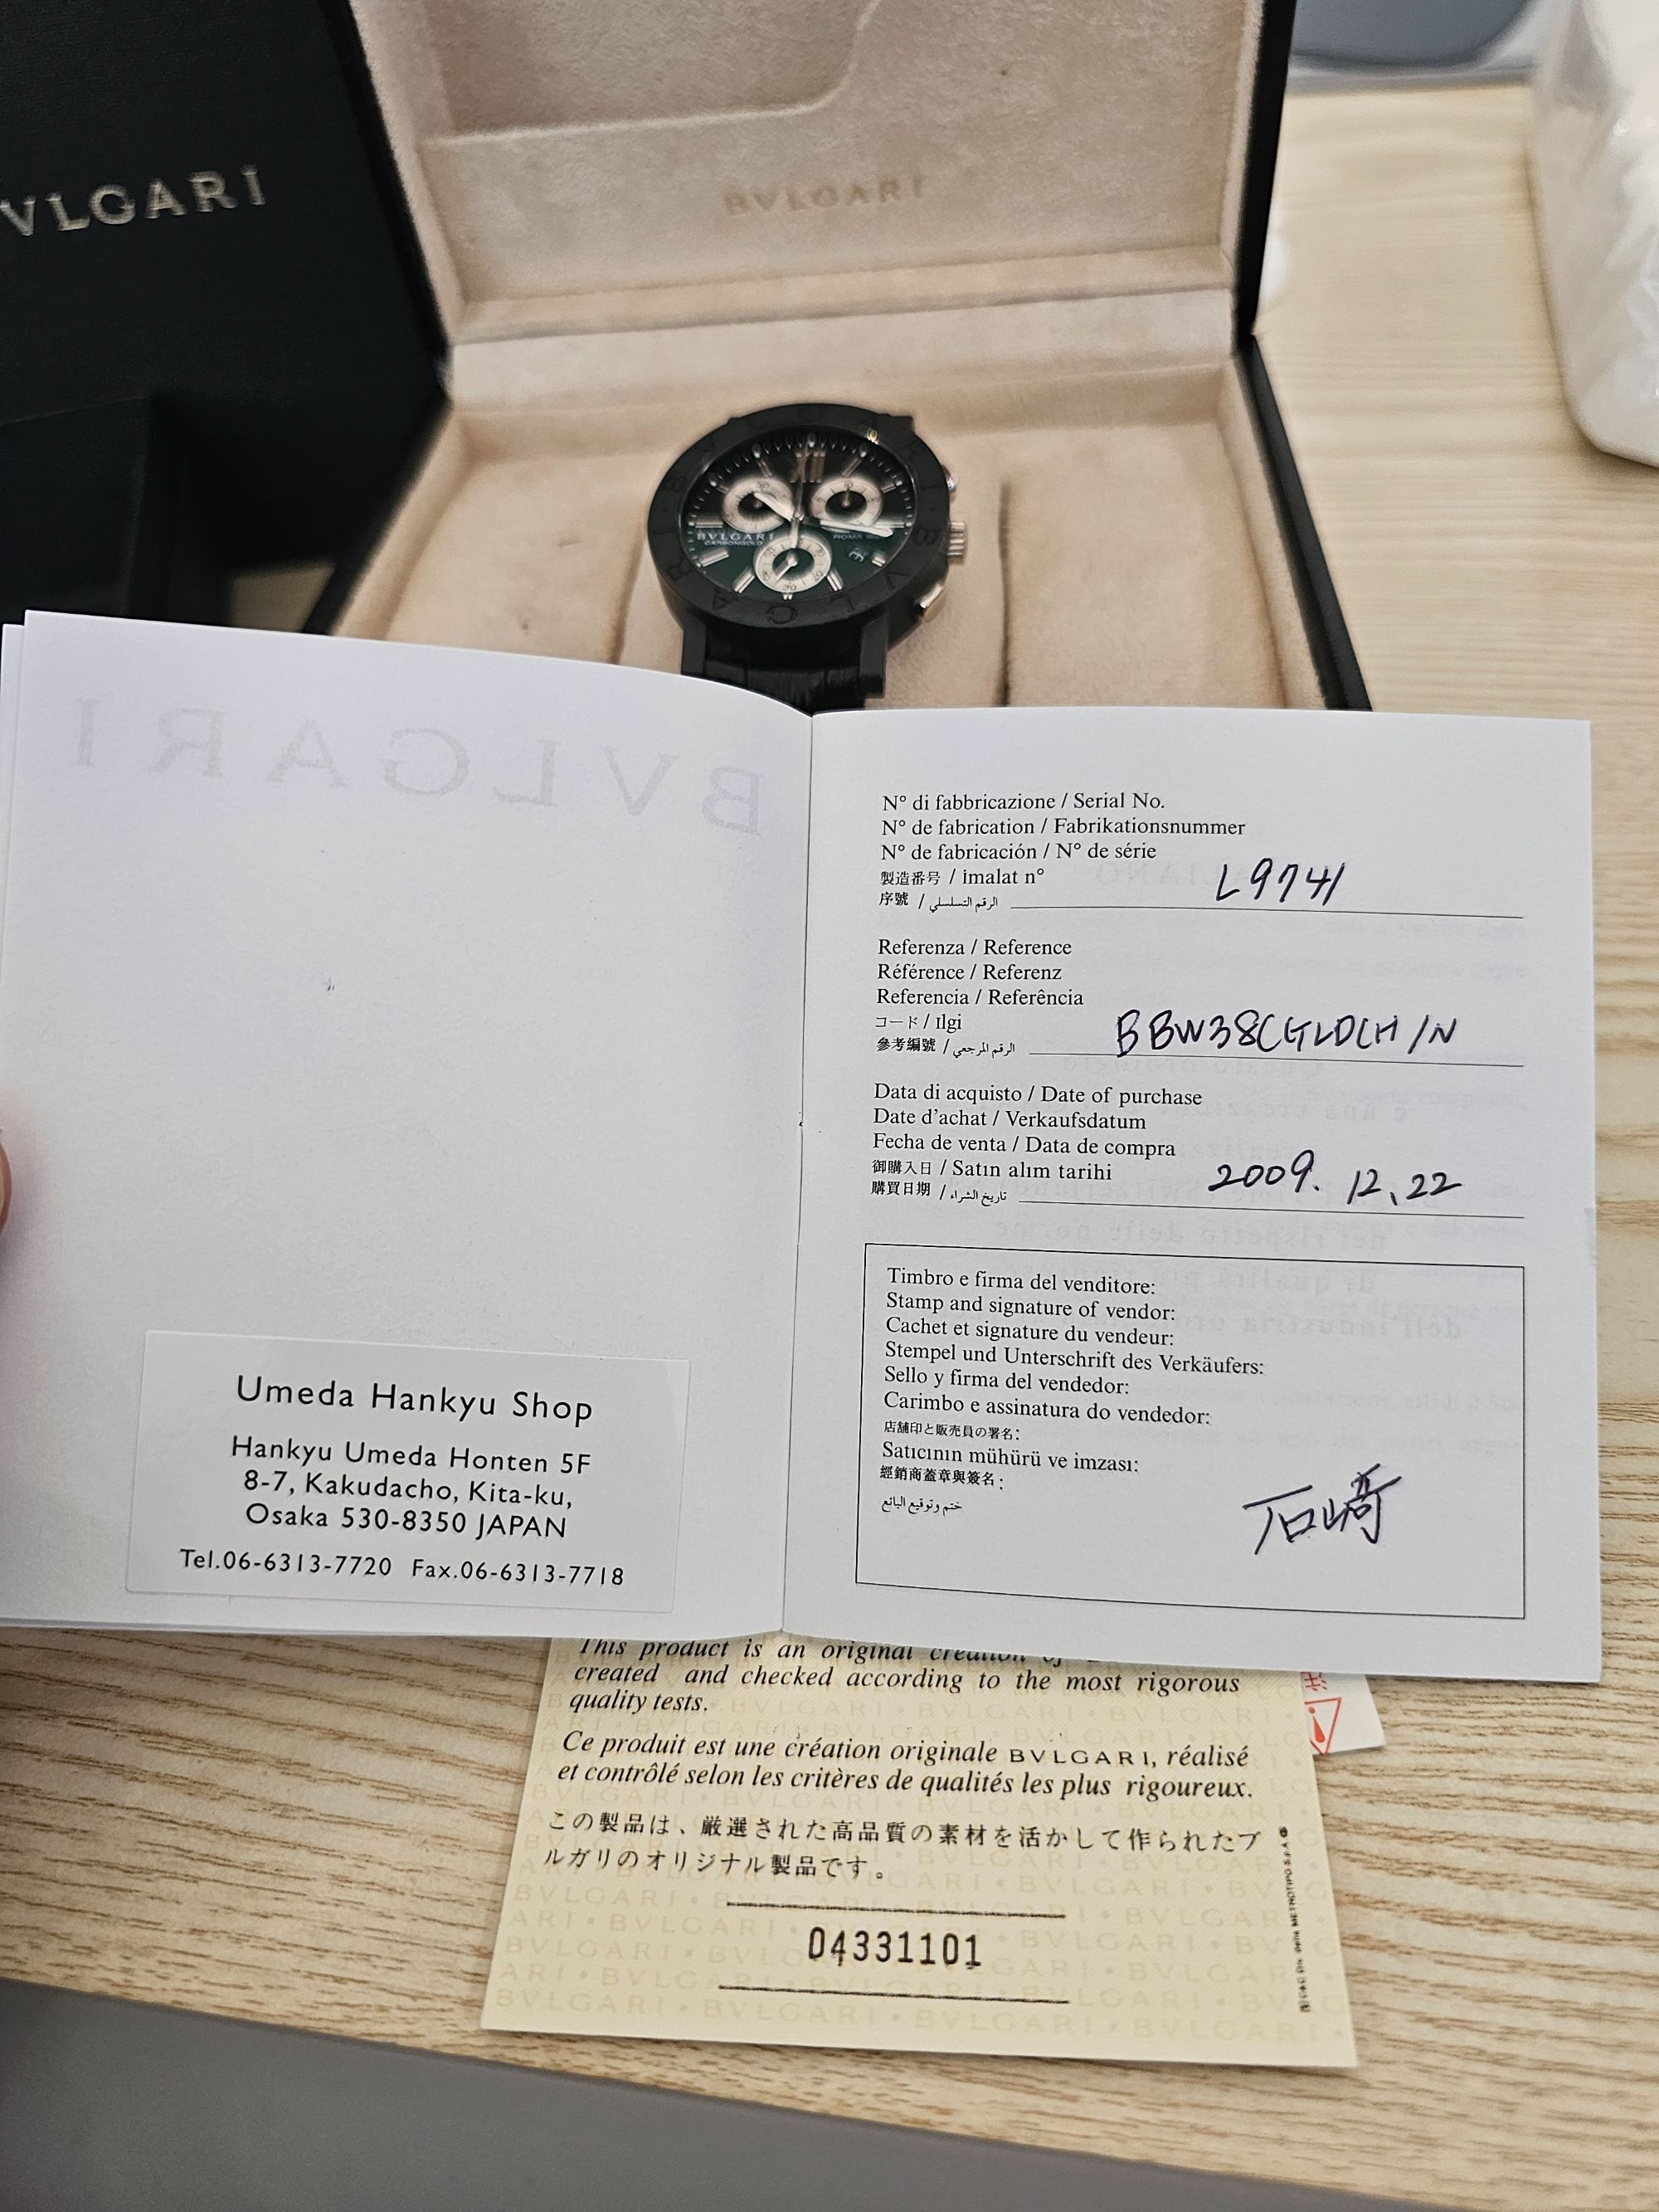 VLGARI
BVLGARI
XII
BVLGARI
BVLGARI
N° di fabbricazione / Serial No.
N° de fabrication / Fabrikationsnummer
N° de fabricación / N° de série
製造番号 / imalat n°
序號 / الرقم التسلسلي
L9741
Referenza / Reference
Référence / Referenz
Referencia / Referência
コード / Ilgi
參考編號 / الرقم المرجعي
BBW38CGLDCH/N
Data di acquisto / Date of purchase
Date d'achat / Verkaufsdatum
Fecha de venta / Data de compra
御購入日 / Satın alım tarihi
購買日期 / تاريخ الشراء
2009. 12, 22
Timbro e firma del venditore:
Stamp and signature of vendor:
Cachet et signature du vendeur:
Stempel und Unterschrift des Verkäufers:
Sello y firma del vendedor:
Carimbo e assinatura do vendedor:
店舗印と販売員の署名:
Satıcının mühürü ve imzası:
經銷商蓋章與簽名:
ختم وتوقيع البائع
石崎
Umeda Hankyu Shop
Hankyu Umeda Honten 5F
8-7, Kakudacho, Kita-ku,
Osaka 530-8350 JAPAN
Tel.06-6313-7720 Fax.06-6313-7718
This product is an original creation of
created and checked according to the most rigorous
quality tests.
Ce produit est une création originale BVLGARI, réalisé
et contrôlé selon les critères de qualités les plus rigoureux.
この製品は、厳選された高品質の素材を活かして作られたブ
ルガリのオリジナル製品です。
04331101